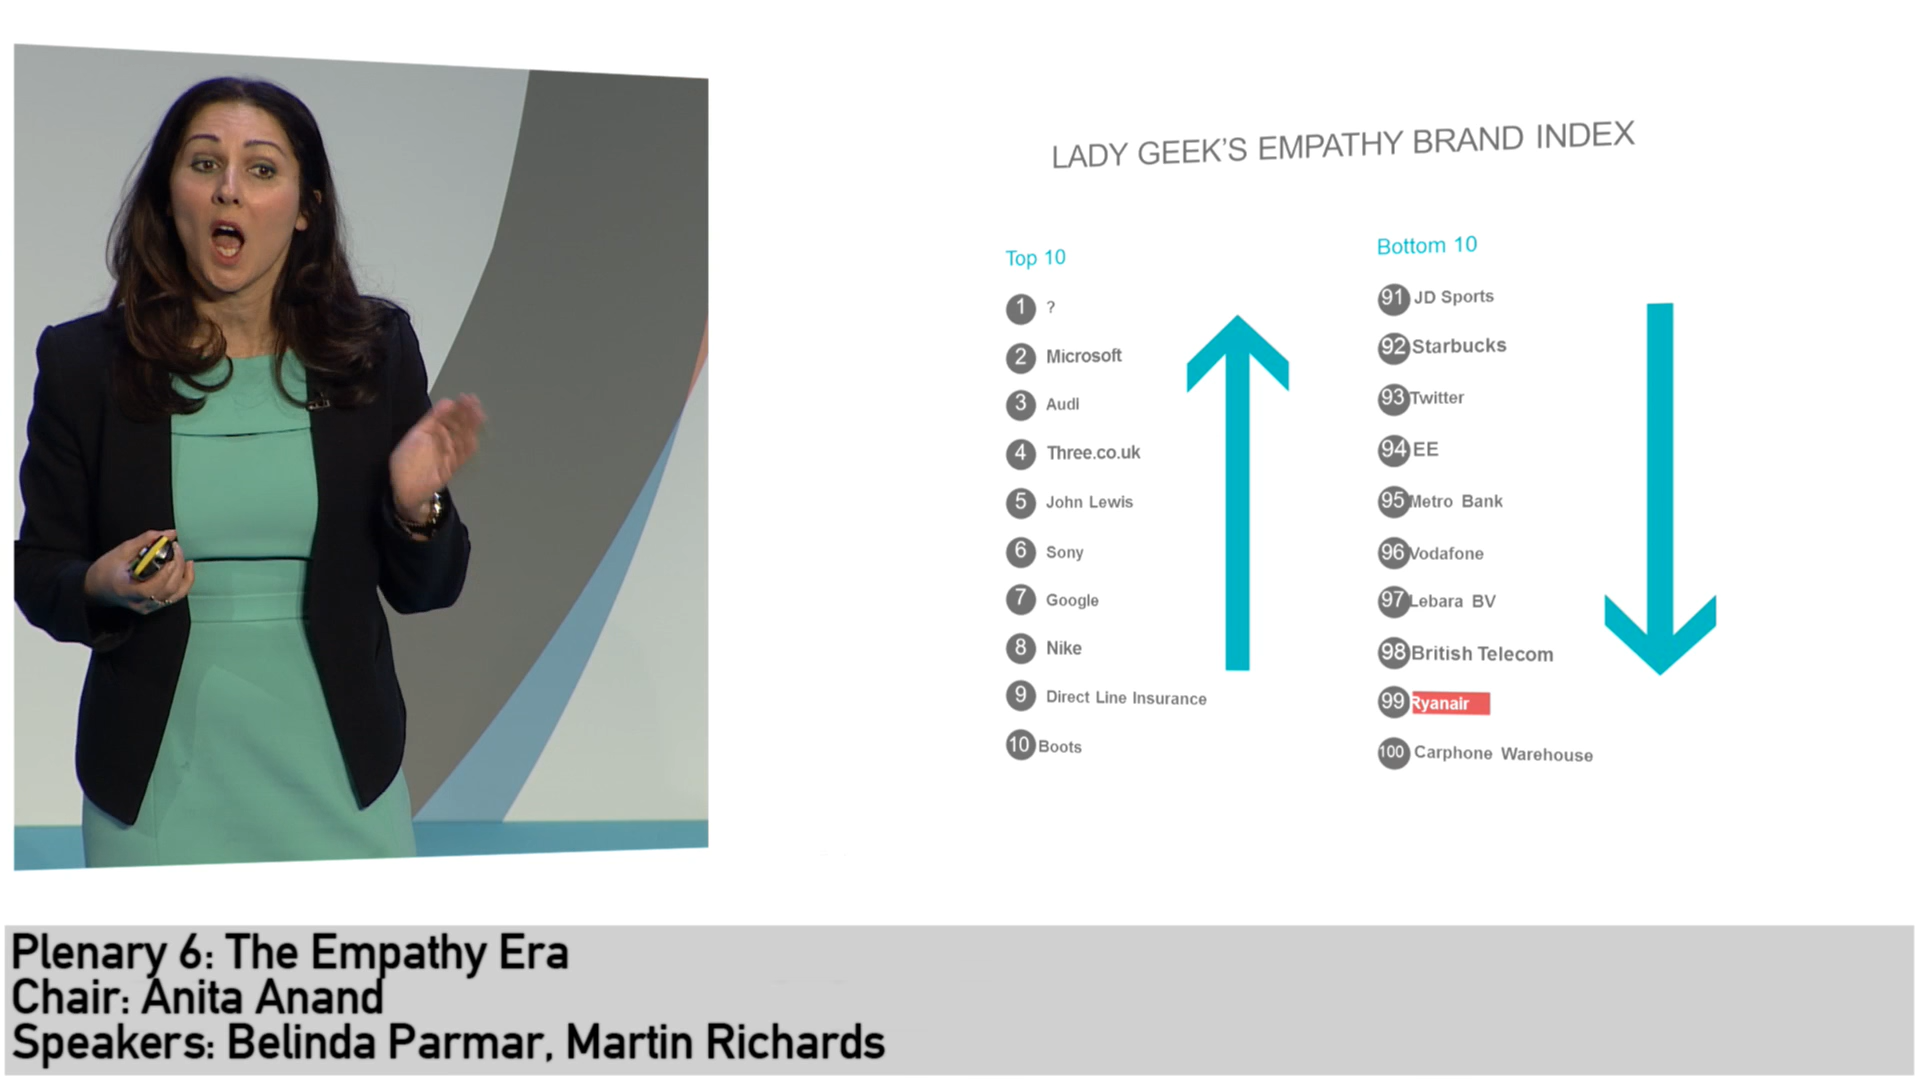 LADY GEEK'S EMPATHY BRAND INDEX
Top 10
1 ?
2 Microsoft
3 Audi
4 Three.co.uk
5 John Lewis
6 Sony
7 Google
8 Nike
9 Direct Line Insurance
10 Boots
Bottom 10
91 JD Sports
92 Starbucks
93 Twitter
94 EE
95 Metro Bank
96 Vodafone
97 Lebara BV
98 British Telecom
99 Ryanair
100 Carphone Warehouse
Plenary 6: The Empathy Era
Chair: Anita Anand
Speakers: Belinda Parmar, Martin Richards